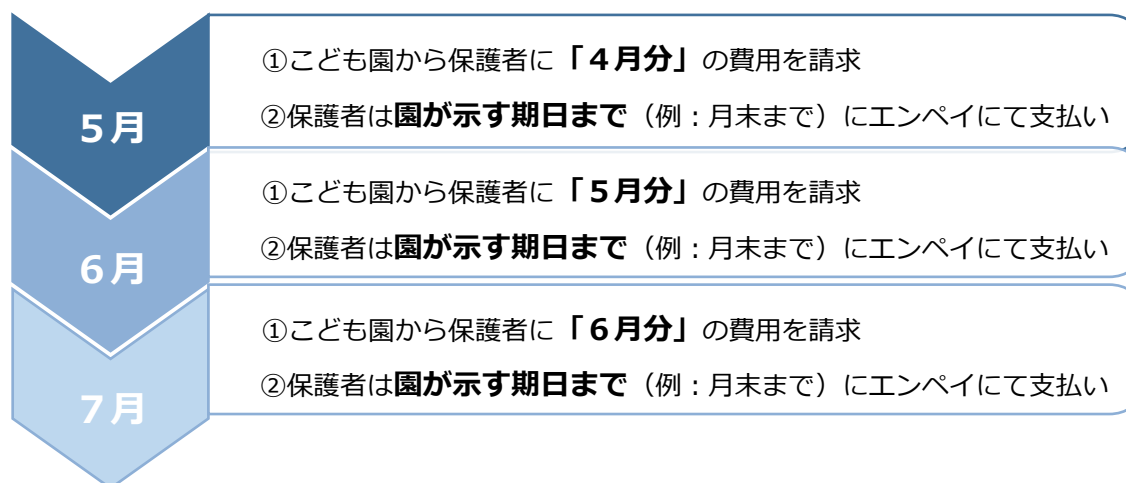 5月
①こども園から保護者に「４月分」の費用を請求
②保護者は園が示す期日まで（例：月末まで）にエンペイにて支払い
6月
①こども園から保護者に「５月分」の費用を請求
②保護者は園が示す期日まで（例：月末まで）にエンペイにて支払い
7月
①こども園から保護者に「６月分」の費用を請求
②保護者は園が示す期日まで（例：月末まで）にエンペイにて支払い